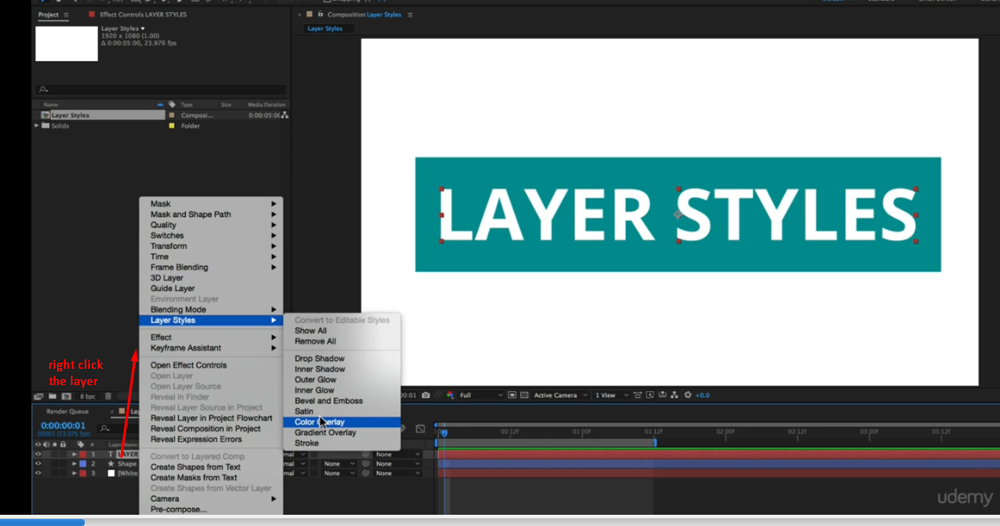 Project
Effect Controls LAYER STYLES
Composition Layer Styles
Layer Styles
1920 x 1080 (1.00)
Δ 0:00:05:00, 23.976 fps
Layer Styles
Name Type Size Media Duration
Layer Styles Composi... 0:00:05:0
Solids Folder
LAYER STYLES
Mask
Mask and Shape Path
Quality
Switches
Transform
Time
Frame Blending
3D Layer
Guide Layer
Environment Layer
Blending Mode
Layer Styles
Effect
Keyframe Assistant
Open Effect Controls
Open Layer
Open Layer Source
Reveal in Finder
Reveal Layer Source in Project
Reveal Layer in Project Flowchart
Reveal Composition in Project
Reveal Expression Errors
Convert to Layered Comp
Create Shapes from Text
Create Masks from Text
Create Shapes from Vector Layer
Camera
Pre-compose...
Convert to Editable Styles
Show All
Remove All
Drop Shadow
Inner Shadow
Outer Glow
Inner Glow
Bevel and Emboss
Satin
Color Overlay
Gradient Overlay
Stroke
right click
the layer
8 bpc
00:01 Full Active Camera 1 View +0.0
Render Queue Lay
0:00:00:01
00001 (23.976 fps)
# Layer Name
1 T LAYER mal None
2 Shape mal None None
3 [White mal None None
00:12f 01:00f 01:12f 02:00f 02:12f 03:00f 03:12f
udemy